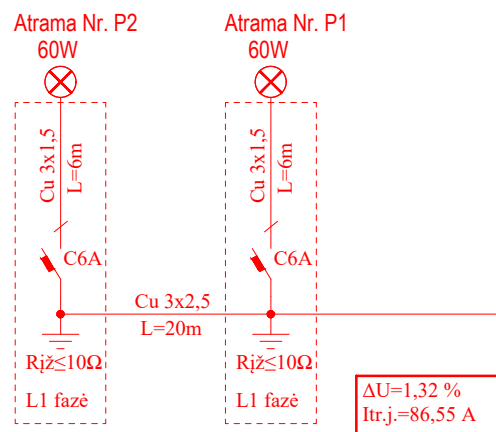 Atrama Nr. P2
60W
Cu 3x1,5
L=6m
C6A
Rįž≤10Ω
L1 fazė
Cu 3x2,5
L=20m
Atrama Nr. P1
60W
Cu 3x1,5
L=6m
C6A
Rįž≤10Ω
L1 fazė
ΔU=1,32 %
Itr.j.=86,55 A